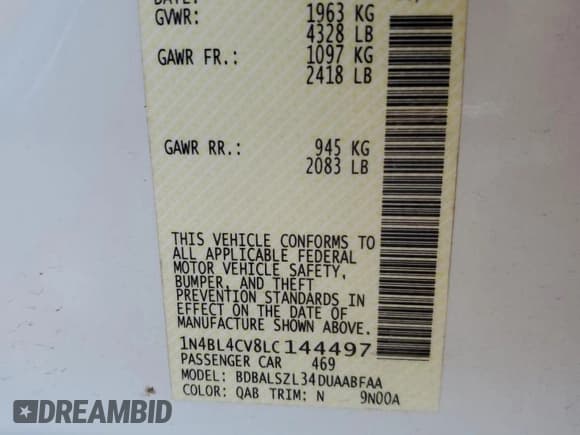 DATE:
GVWR: 1963 KG
4328 LB
GAWR FR.: 1097 KG
2418 LB
GAWR RR.: 945 KG
2083 LB
THIS VEHICLE CONFORMS TO
ALL APPLICABLE FEDERAL
MOTOR VEHICLE SAFETY,
BUMPER, AND THEFT
PREVENTION STANDARDS IN
EFFECT ON THE DATE OF
MANUFACTURE SHOWN ABOVE.
1N4BL4CV8LC144497
PASSENGER CAR 469
MODEL: BDBALSZL34DUAABFAA
COLOR: QAB TRIM: N 9N00A
DREAMBID
DREAMBID